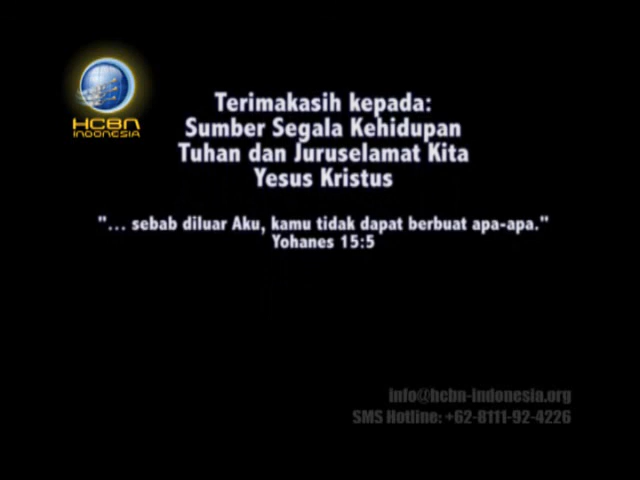 HCBN
INDONESIA
Terimakasih kepada:
Sumber Segala Kehidupan
Tuhan dan Juruselamat Kita
Yesus Kristus
"... sebab diluar Aku, kamu tidak dapat berbuat apa-apa."
Yohanes 15:5
info@hcbn-indonesia.org
SMS Hotline: +62-8111-92-4226